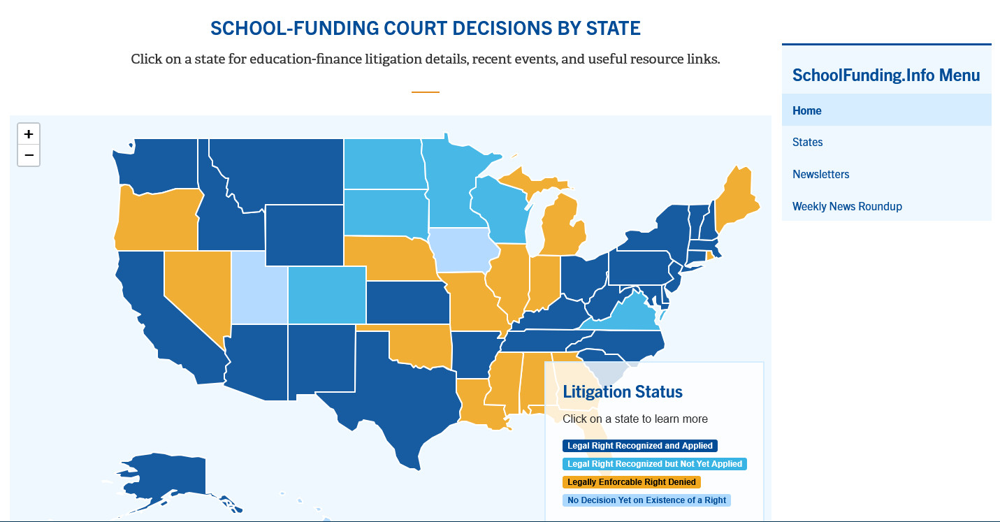 SCHOOL-FUNDING COURT DECISIONS BY STATE
Click on a state for education-finance litigation details, recent events, and useful resource links.
SchoolFunding.Info Menu
Home
States
Newsletters
Weekly News Roundup
+
−
Litigation Status
Click on a state to learn more
Legal Right Recognized and Applied
Legal Right Recognized but Not Yet Applied
Legally Enforcable Right Denied
No Decision Yet on Existence of a Right